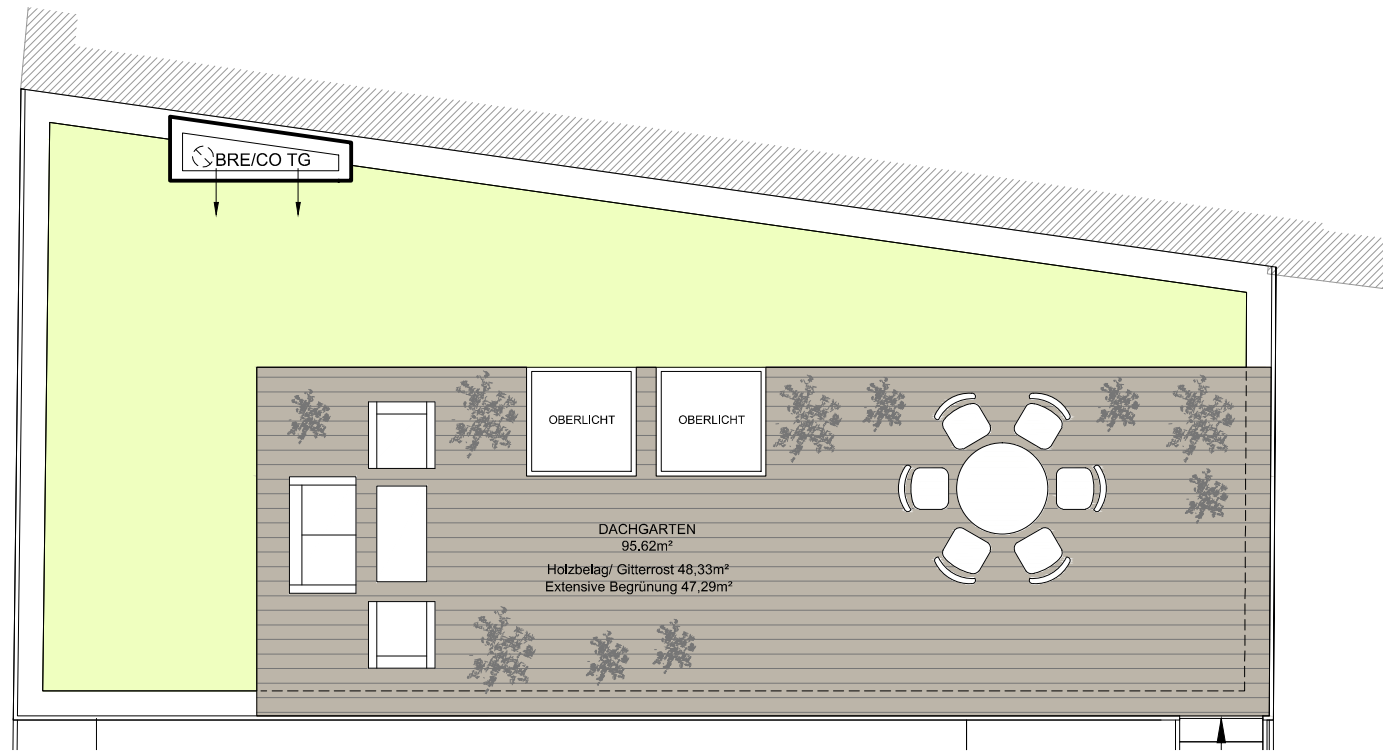 BRE/CO TG
OBERLICHT
OBERLICHT
DACHGARTEN
95.62m²
Holzbelag/ Gitterrost 48,33m²
Extensive Begrünung 47,29m²